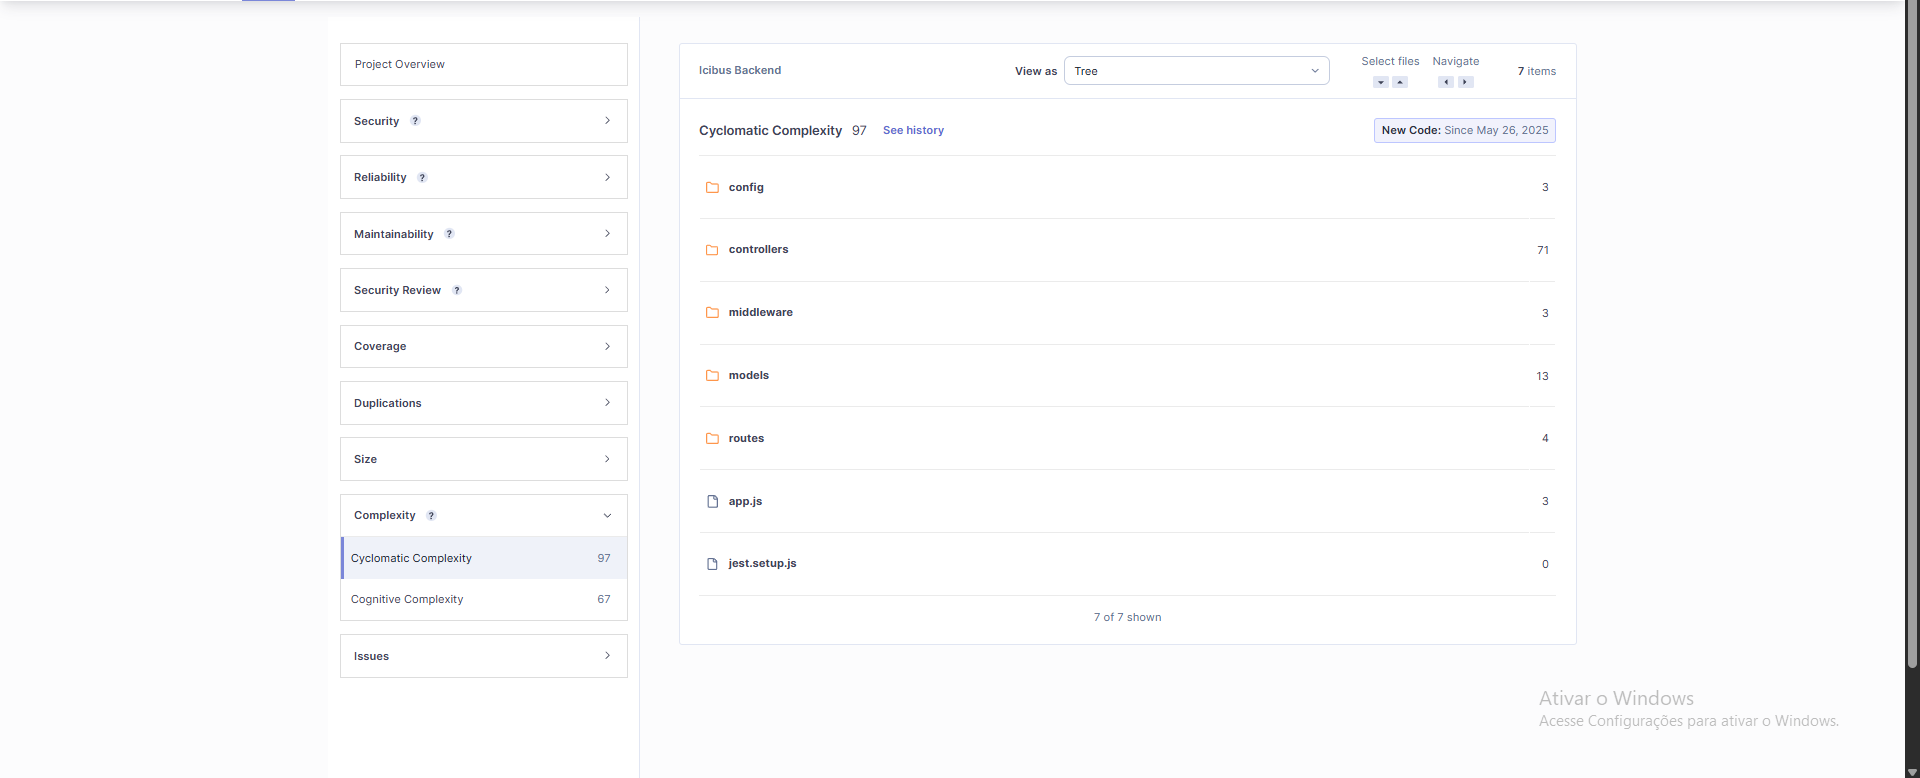 Project Overview
Security ?
Reliability ?
Maintainability ?
Security Review ?
Coverage
Duplications
Size
Complexity ?
Cyclomatic Complexity 97
Cognitive Complexity 67
Issues
Icibus Backend
View as Tree
Select files
Navigate
7 items
Cyclomatic Complexity 97 See history
New Code: Since May 26, 2025
config 3
controllers 71
middleware 3
models 13
routes 4
app.js 3
jest.setup.js 0
7 of 7 shown
Ativar o Windows
Acesse Configurações para ativar o Windows.